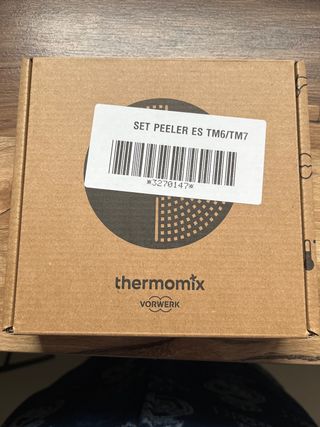 SET PEELER ES TM6/TM7
*3270147*
thermomix
VORWERK